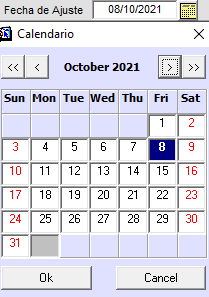 Fecha de Ajuste 08/10/2021
Calendario
<< < October 2021 > >>
Sun Mon Tue Wed Thu Fri Sat
1 2
3 4 5 6 7 8 9
10 11 12 13 14 15 16
17 18 19 20 21 22 23
24 25 26 27 28 29 30
31
Ok Cancel